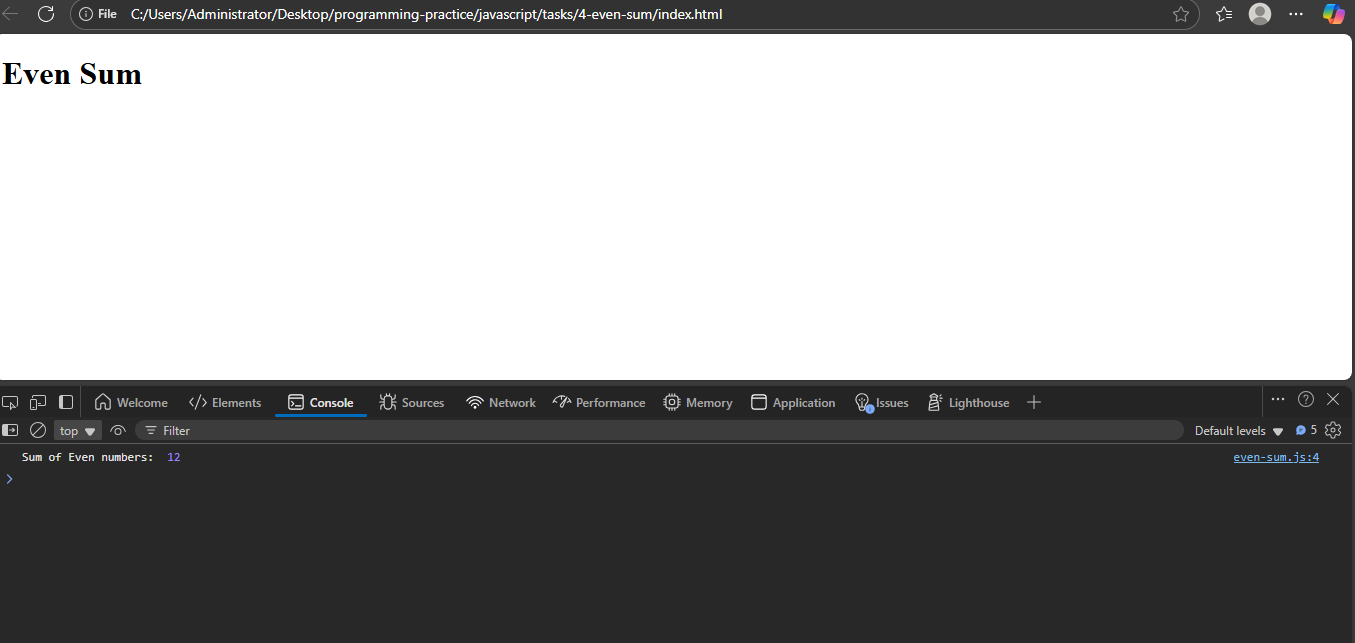 File C:/Users/Administrator/Desktop/programming-practice/javascript/tasks/4-even-sum/index.html
Even Sum
Welcome Elements Console Sources Network Performance Memory Application Issues Lighthouse
top Filter Default levels 5
Sum of Even numbers: 12 even-sum.js:4